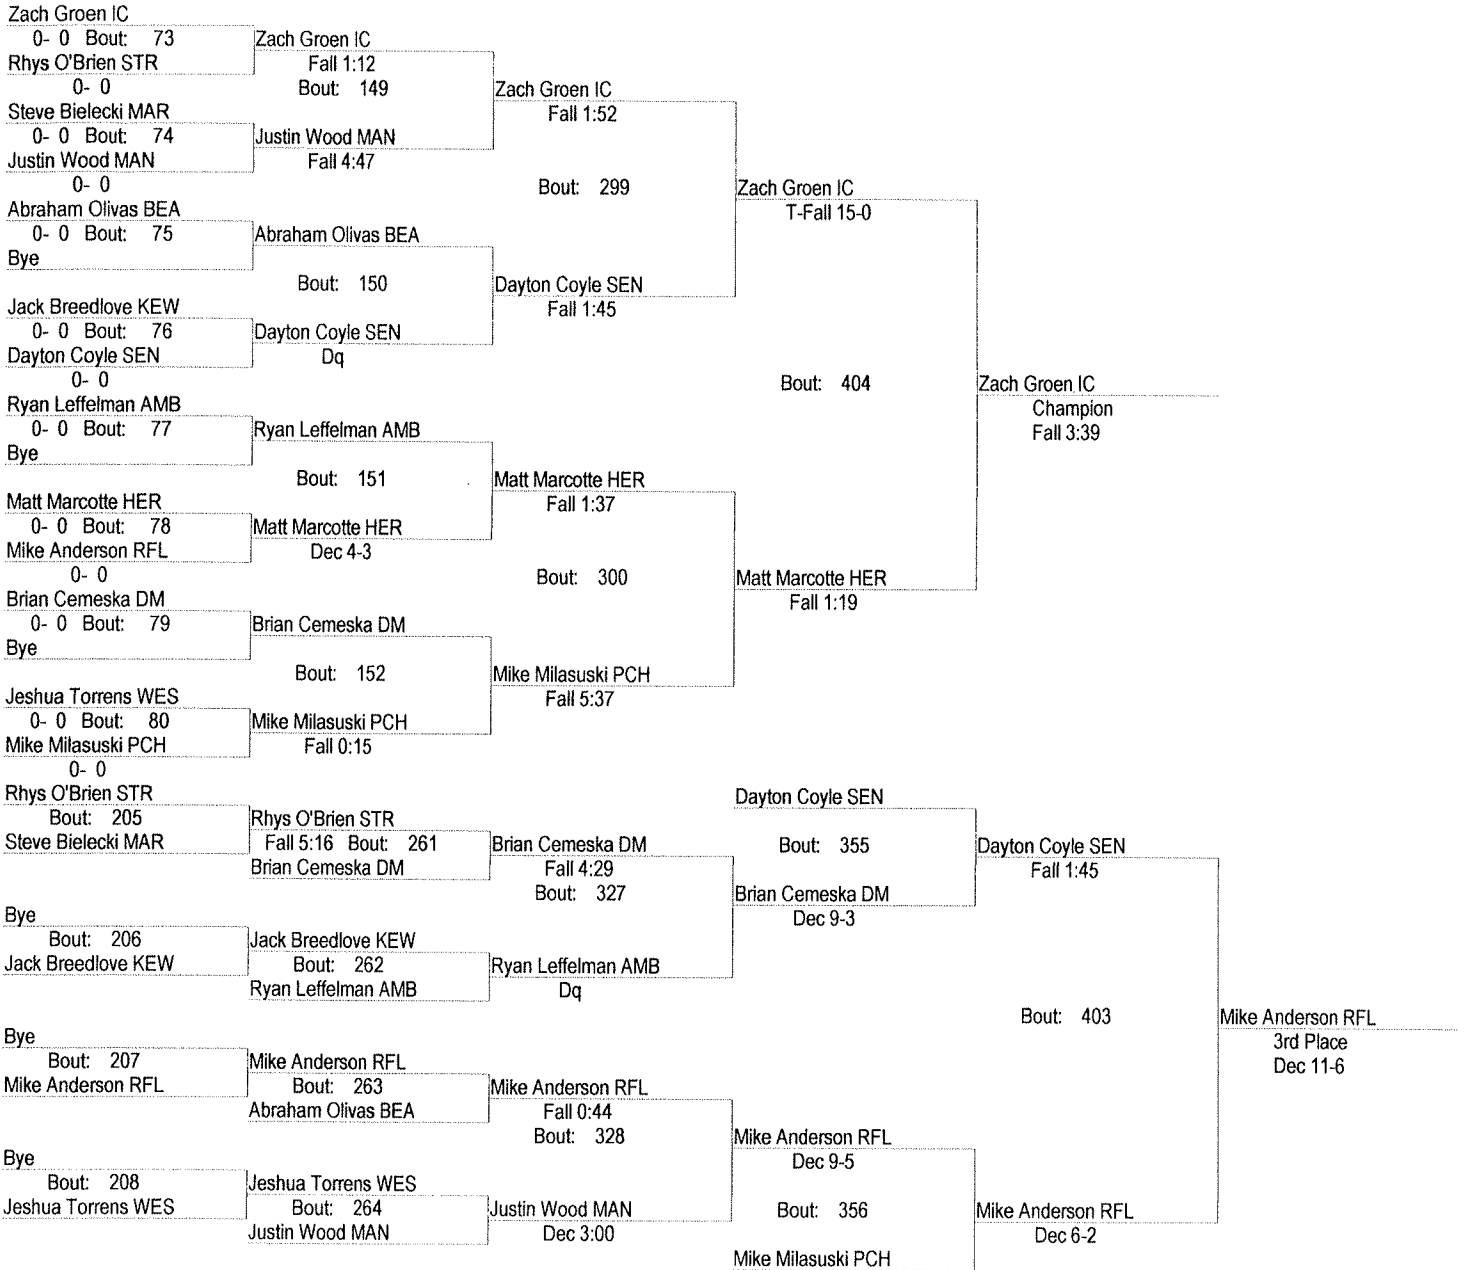 Zach Groen IC
0- 0 Bout: 73
Zach Groen IC
Rhys O'Brien STR
Fall 1:12
0- 0
Bout: 149
Zach Groen IC
Steve Bielecki MAR
Fall 1:52
0- 0 Bout: 74
Justin Wood MAN
Justin Wood MAN
Fall 4:47
0- 0
Bout: 299
Zach Groen IC
Abraham Olivas BEA
T-Fall 15-0
0- 0 Bout: 75
Abraham Olivas BEA
Bye
Bout: 150
Dayton Coyle SEN
Jack Breedlove KEW
Fall 1:45
0- 0 Bout: 76
Dayton Coyle SEN
Dayton Coyle SEN
Dq
0- 0
Bout: 404
Zach Groen IC
Ryan Leffelman AMB
Champion
0- 0 Bout: 77
Ryan Leffelman AMB
Fall 3:39
Bye
Bout: 151
Matt Marcotte HER
Matt Marcotte HER
Fall 1:37
0- 0 Bout: 78
Matt Marcotte HER
Mike Anderson RFL
Dec 4-3
0- 0
Bout: 300
Matt Marcotte HER
Brian Cemeska DM
Fall 1:19
0- 0 Bout: 79
Brian Cemeska DM
Bye
Bout: 152
Mike Milasuski PCH
Jeshua Torrens WES
Fall 5:37
0- 0 Bout: 80
Mike Milasuski PCH
Mike Milasuski PCH
Fall 0:15
0- 0
Rhys O'Brien STR
Dayton Coyle SEN
Bout: 205
Rhys O'Brien STR
Steve Bielecki MAR
Fall 5:16 Bout: 261
Brian Cemeska DM
Bout: 355
Dayton Coyle SEN
Brian Cemeska DM
Fall 4:29
Fall 1:45
Bout: 327
Brian Cemeska DM
Bye
Dec 9-3
Bout: 206
Jack Breedlove KEW
Jack Breedlove KEW
Bout: 262
Ryan Leffelman AMB
Ryan Leffelman AMB
Dq
Bout: 403
Mike Anderson RFL
Bye
3rd Place
Bout: 207
Mike Anderson RFL
Dec 11-6
Mike Anderson RFL
Bout: 263
Mike Anderson RFL
Abraham Olivas BEA
Fall 0:44
Bout: 328
Mike Anderson RFL
Bye
Dec 9-5
Bout: 208
Jeshua Torrens WES
Jeshua Torrens WES
Bout: 264
Justin Wood MAN
Bout: 356
Mike Anderson RFL
Justin Wood MAN
Dec 3:00
Dec 6-2
Mike Milasuski PCH